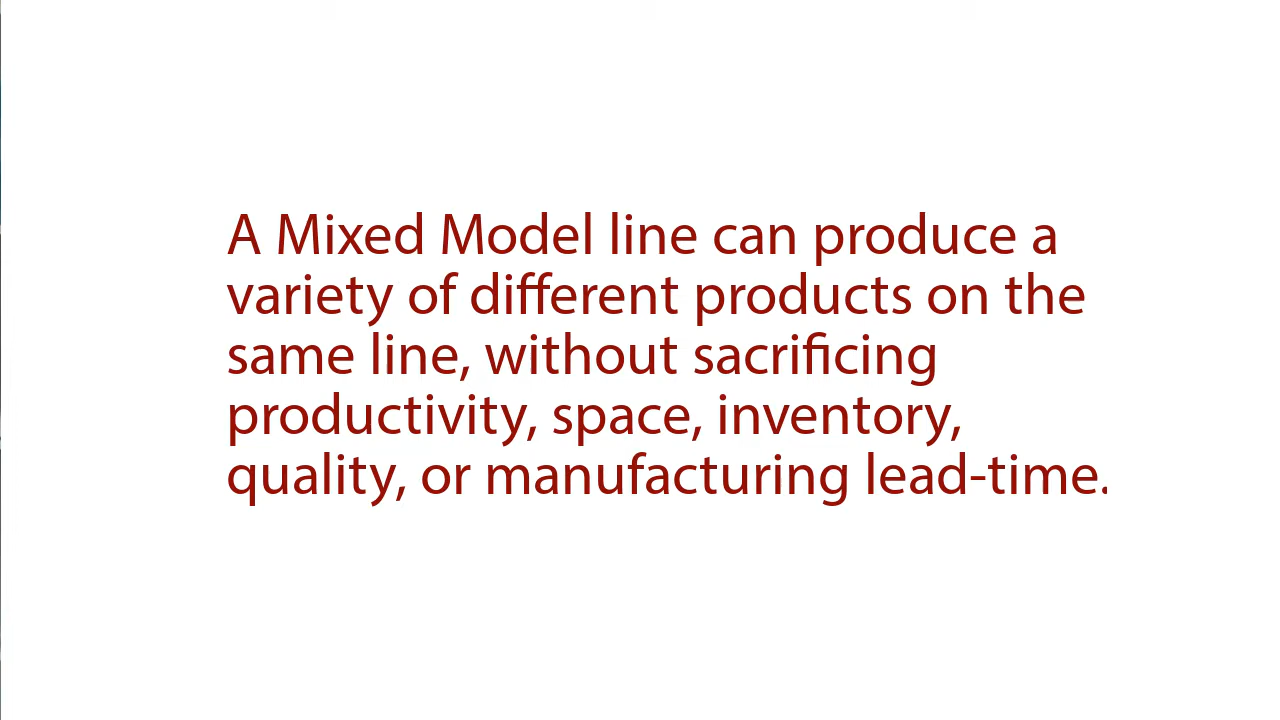 A Mixed Model line can produce a
variety of different products on the
same line, without sacrificing
productivity, space, inventory,
quality, or manufacturing lead-time.